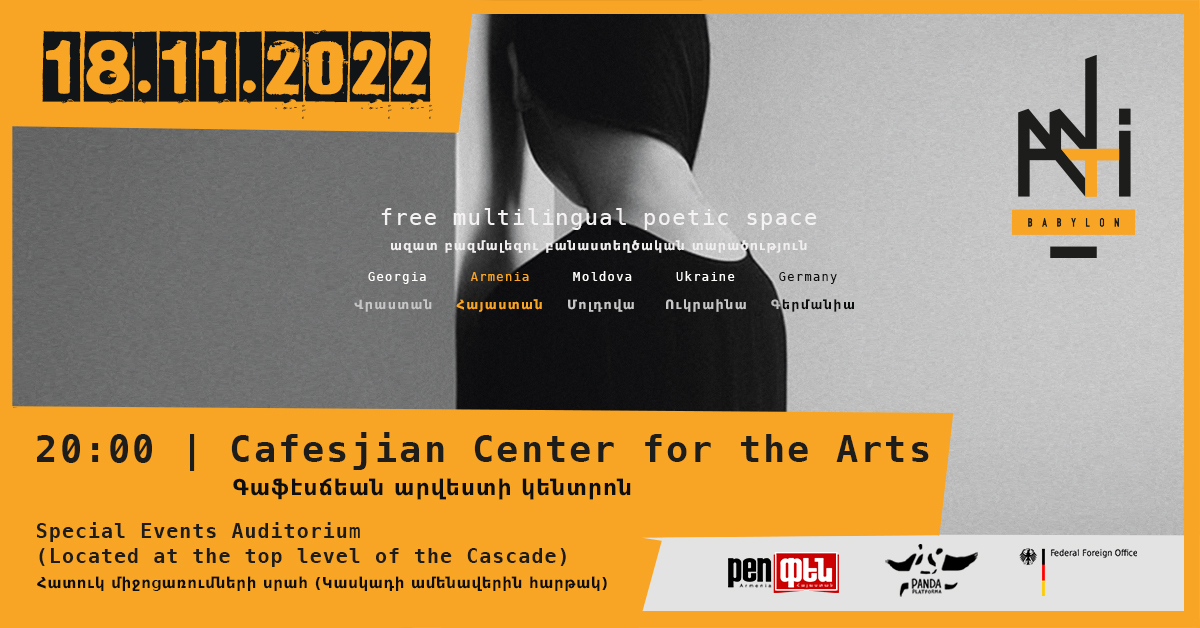 18.11.2022
ANTi
BABYLON
free multilingual poetic space
ազատ բազմալեզու բանաստեղծական տարածություն
Georgia Armenia Moldova Ukraine Germany
Վրաստան Հայաստան Մոլդովա Ուկրաինա Գերմանիա
20:00 | Cafesjian Center for the Arts
Գաֆէսճեան արվեստի կենտրոն
Special Events Auditorium
(Located at the top level of the Cascade)
Հատուկ միջոցառումների սրահ (Կասկադի ամենավերին հարթակ)
pen փեն
Armenia Հայաստան
PANDA
PLATFORMA
Federal Foreign Office